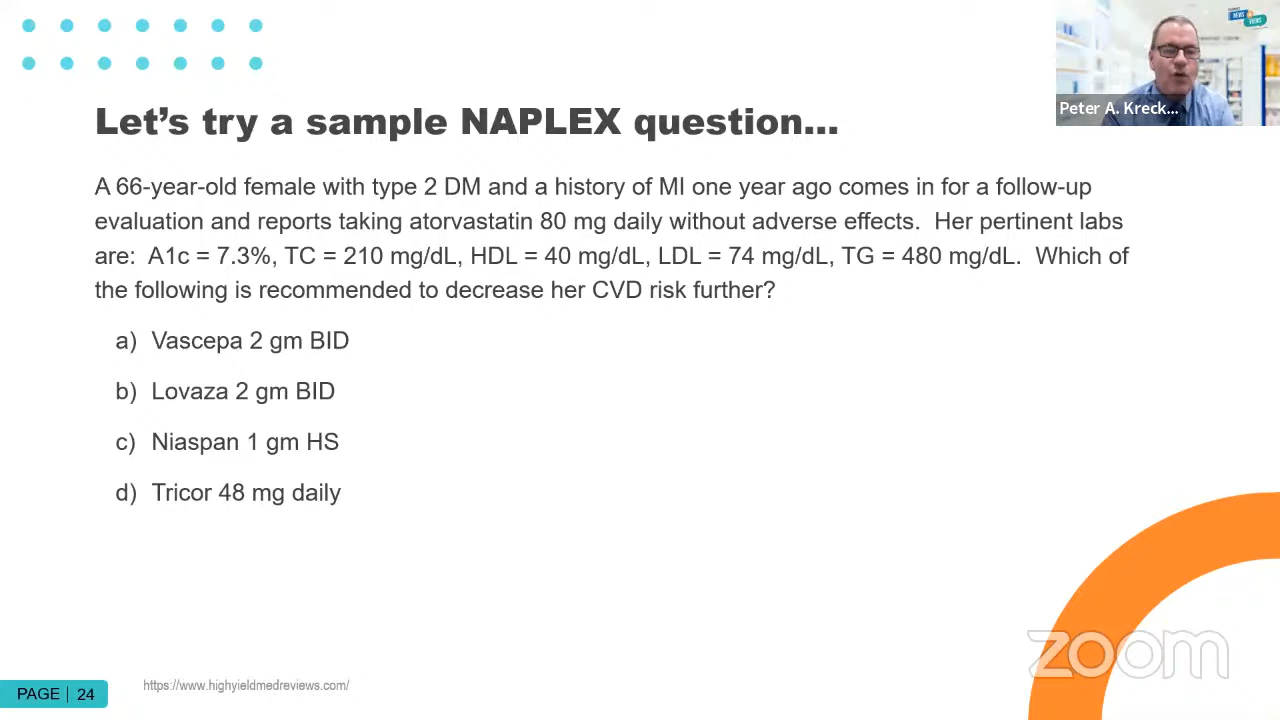 NEWS
VIEWS
Peter A. Kreck...
Let's try a sample NAPLEX question...
A 66-year-old female with type 2 DM and a history of MI one year ago comes in for a follow-up
evaluation and reports taking atorvastatin 80 mg daily without adverse effects.  Her pertinent labs
are:  A1c = 7.3%, TC = 210 mg/dL, HDL = 40 mg/dL, LDL = 74 mg/dL, TG = 480 mg/dL.  Which of
the following is recommended to decrease her CVD risk further?
a) Vascepa 2 gm BID
b) Lovaza 2 gm BID
c) Niaspan 1 gm HS
d) Tricor 48 mg daily
zoom
PAGE | 24
https://www.highyieldmedreviews.com/